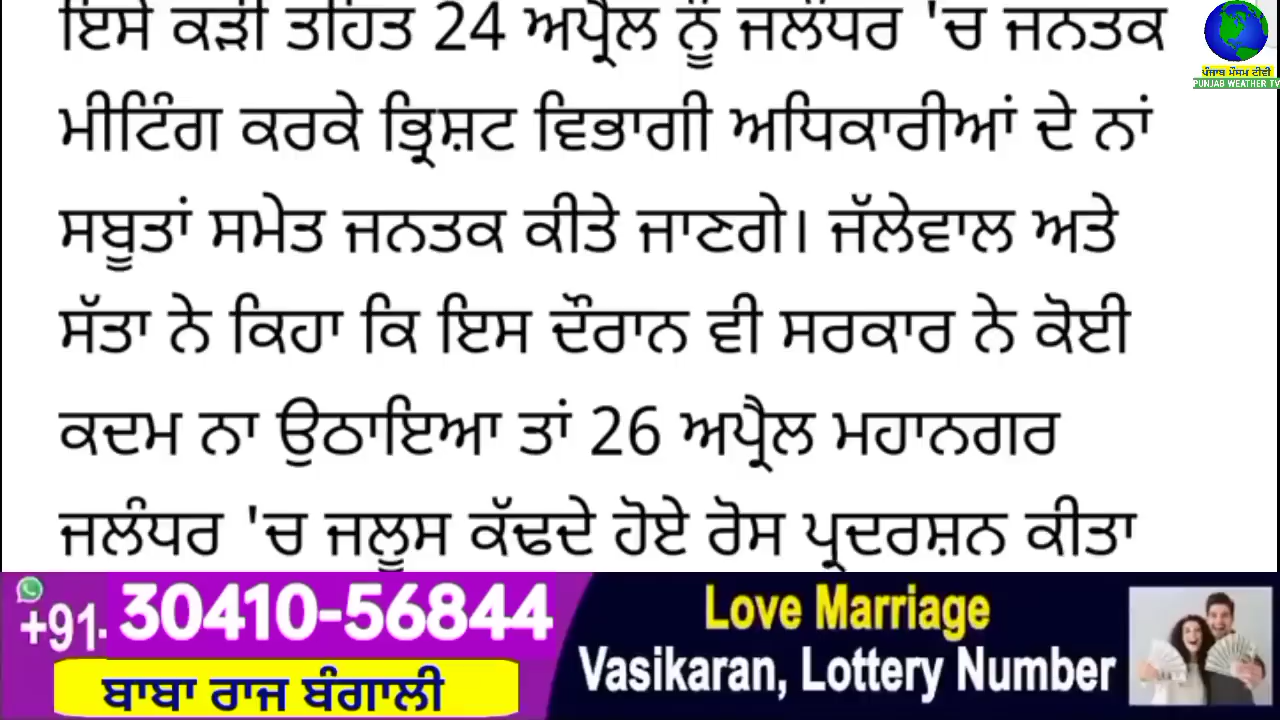 ਇਸੇ ਕੜੀ ਤਹਿਤ 24 ਅਪ੍ਰੈਲ ਨੂੰ ਜਲੰਧਰ 'ਚ ਜਨਤਕ
ਮੀਟਿੰਗ ਕਰਕੇ ਭ੍ਰਿਸ਼ਟ ਵਿਭਾਗੀ ਅਧਿਕਾਰੀਆਂ ਦੇ ਨਾਂ
ਸਬੂਤਾਂ ਸਮੇਤ ਜਨਤਕ ਕੀਤੇ ਜਾਣਗੇ। ਜੱਲੇਵਾਲ ਅਤੇ
ਸੱਤਾ ਨੇ ਕਿਹਾ ਕਿ ਇਸ ਦੌਰਾਨ ਵੀ ਸਰਕਾਰ ਨੇ ਕੋਈ
ਕਦਮ ਨਾ ਉਠਾਇਆ ਤਾਂ 26 ਅਪ੍ਰੈਲ ਮਹਾਨਗਰ
ਜਲੰਧਰ 'ਚ ਜਲੂਸ ਕੱਢਦੇ ਹੋਏ ਰੋਸ ਪ੍ਰਦਰਸ਼ਨ ਕੀਤਾ
ਪੰਜਾਬ ਮੌਸਮ ਟੀਵੀ
PUNJAB WEATHER TV
+91- 30410-56844
ਬਾਬਾ ਰਾਜ ਬੰਗਾਲੀ
Love Marriage
Vasikaran, Lottery Number